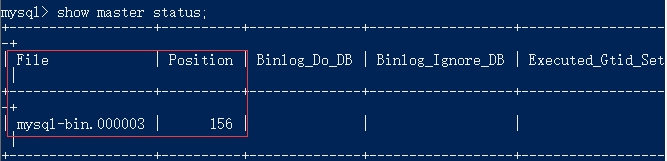 mysql> show master status;
+------------------+----------+--------------+------------------+-------------------
-+
| File | Position | Binlog_Do_DB | Binlog_Ignore_DB | Executed_Gtid_Set
|
+------------------+----------+--------------+------------------+-------------------
-+
| mysql-bin.000003 | 156 | | |
|
+------------------+----------+--------------+------------------+-------------------